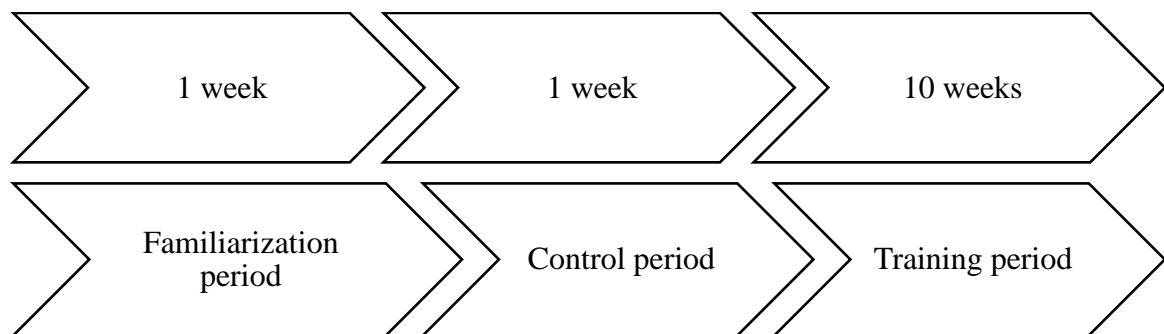 1 week
1 week
10 weeks
Familiarization
period
Control period
Training period